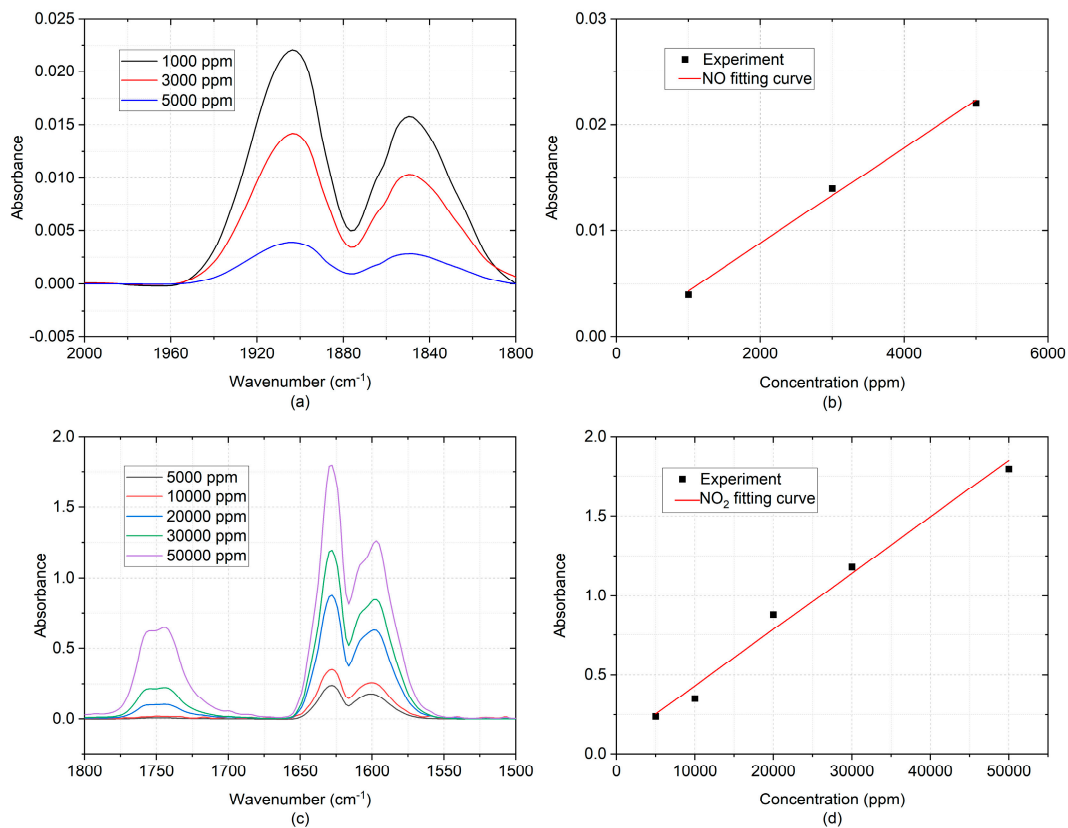 0.025
0.020
0.015
0.010
0.005
0.000
-0.005
Absorbance
1000 ppm
3000 ppm
5000 ppm
2000 1960 1920 1880 1840 1800
Wavenumber (cm⁻¹)
(a)
0.03
0.02
0.01
0.00
Absorbance
Experiment
NO fitting curve
0 2000 4000 6000
Concentration (ppm)
(b)
2.0
1.5
1.0
0.5
0.0
Absorbance
5000 ppm
10000 ppm
20000 ppm
30000 ppm
50000 ppm
1800 1750 1700 1650 1600 1550 1500
Wavenumber (cm⁻¹)
(c)
2.0
1.5
1.0
0.5
0.0
Absorbance
Experiment
NO₂ fitting curve
0 10000 20000 30000 40000 50000
Concentration (ppm)
(d)